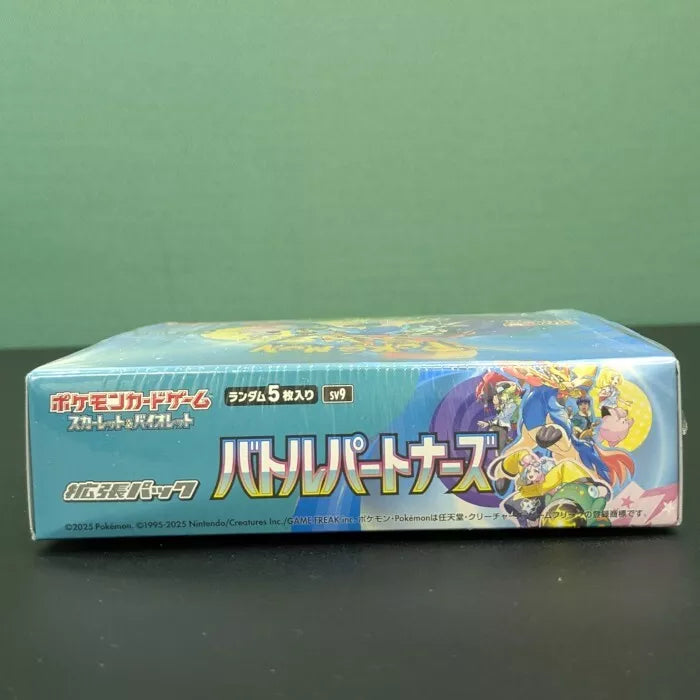 ポケモンカードゲーム
スカーレット&バイオレット
ランダム5枚入り
sv9
拡張パック
バトルパートナーズ
©2025 Pokémon. ©1995-2025 Nintendo/Creatures Inc./GAME FREAK inc. ポケモン・Pokémonは任天堂・クリーチャーズ・ゲームフリークの登録商標です。